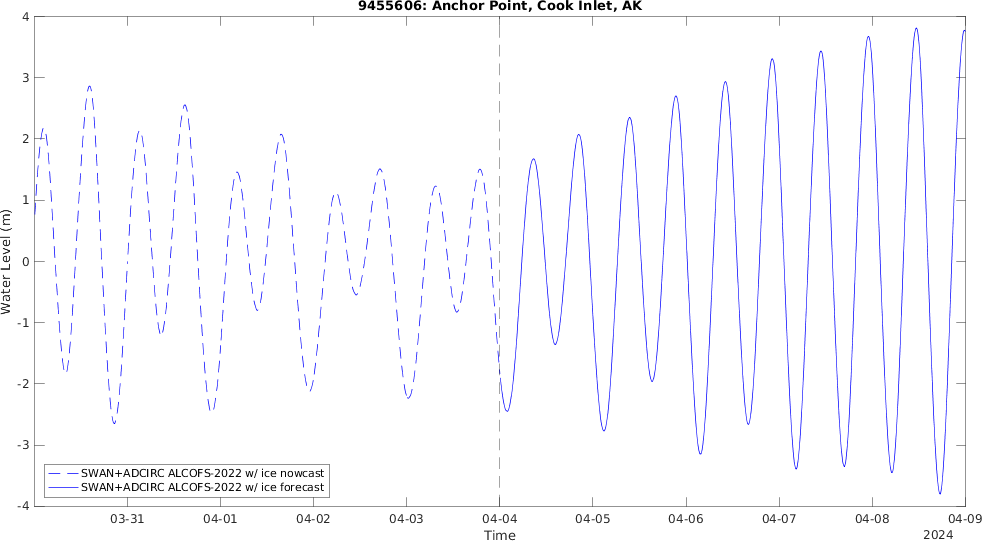 9455606: Anchor Point, Cook Inlet, AK
Water Level (m)
4
3
2
1
0
-1
-2
-3
-4
SWAN+ADCIRC ALCOFS-2022 w/ ice nowcast
SWAN+ADCIRC ALCOFS-2022 w/ ice forecast
03-31 04-01 04-02 04-03 04-04 04-05 04-06 04-07 04-08 04-09
Time
2024